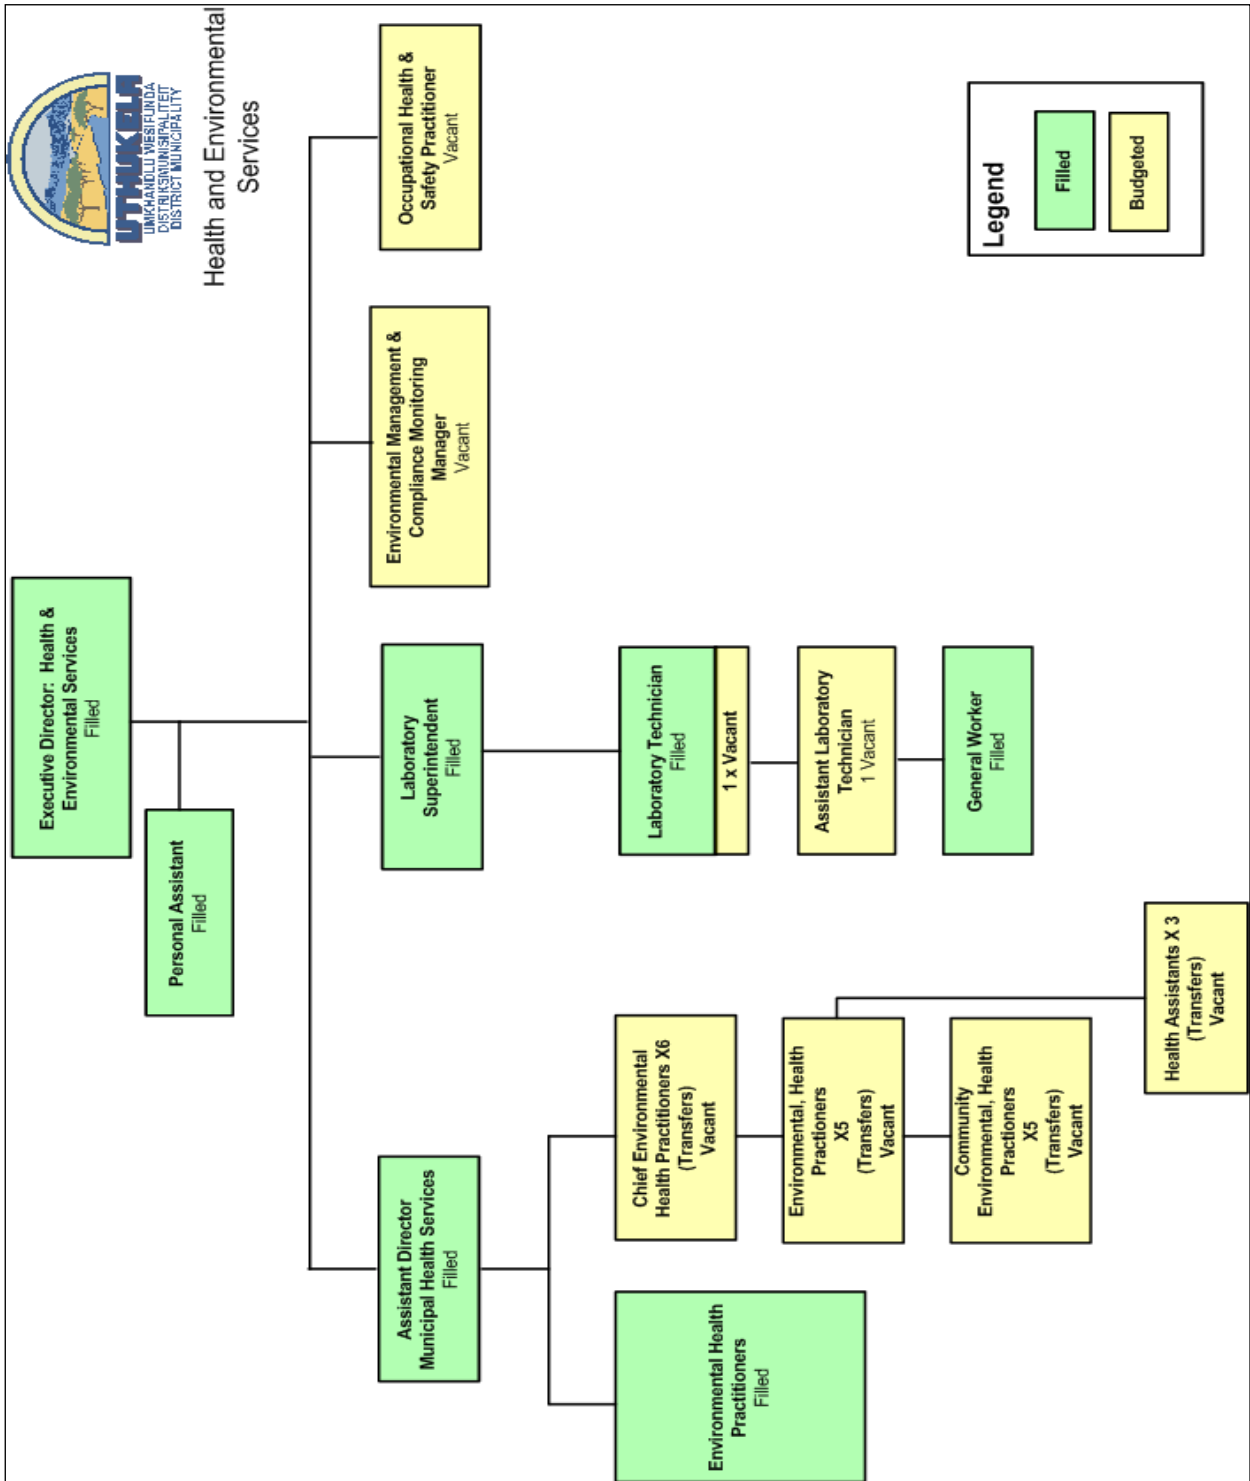 UTHUKELA
UMKHANDLU WESIFUNDA
DISTRIKSMUNISIPALITEIT
DISTRICT MUNICIPALITY
Health and Environmental
Services
Executive Director: Health &
Environmental Services
Filled
Personal Assistant
Filled
Assistant Director
Municipal Health Services
Filled
Laboratory
Superintendent
Filled
Environmental Management &
Compliance Monitoring
Manager
Vacant
Occupational Health &
Safety Practitioner
Vacant
Environmental Health
Practitioners
Filled
Chief Environmental
Health Practitioners X6
(Transfers)
Vacant
Environmental, Health
Practioners
X5
(Transfers)
Vacant
Community
Environmental, Health
Practioners
X5
(Transfers)
Vacant
Health Assistants X 3
(Transfers)
Vacant
Laboratory Technician
Filled
1 x Vacant
Assistant Laboratory
Technician
1 Vacant
General Worker
Filled
Legend
Filled
Budgeted